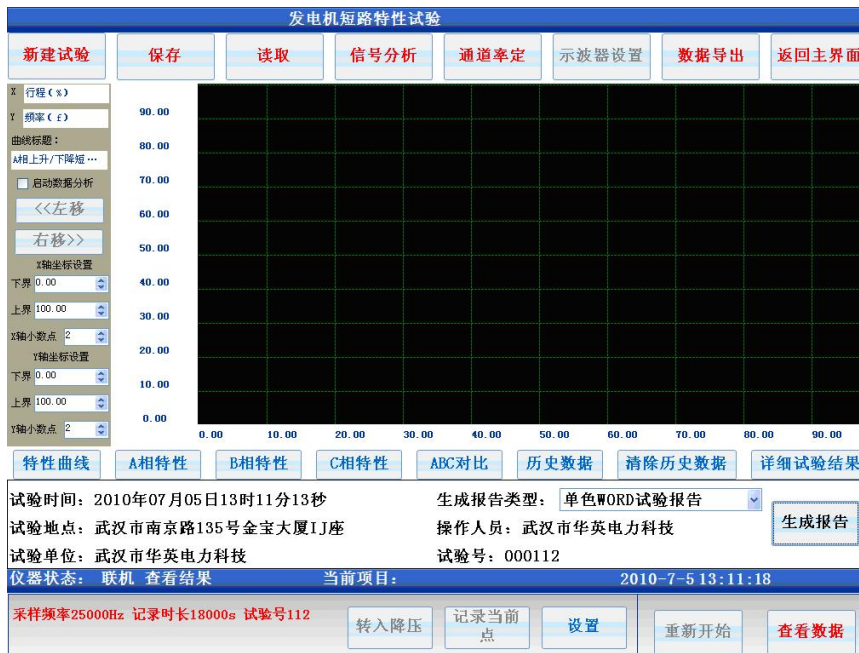 发电机短路特性试验
新建试验 保存 读取 信号分析 通道率定 示波器设置 数据导出 返回主界面
X 行程(%)
Y 频率(f)
曲线标题：
A相上升/下降短…
启动数据分析
<<左移
右移>>
X轴坐标设置
下界 0.00
上界 100.00
X轴小数点 2
Y轴坐标设置
下界 0.00
上界 100.00
Y轴小数点 2
90.00
80.00
70.00
60.00
50.00
40.00
30.00
20.00
10.00
0.00
0.00 10.00 20.00 30.00 40.00 50.00 60.00 70.00 80.00 90.00
特性曲线 A相特性 B相特性 C相特性 ABC对比 历史数据 清除历史数据 详细试验结果
试验时间：2010年07月05日13时11分13秒 生成报告类型： 单色WORD试验报告
试验地点：武汉市南京路135号金宝大厦IJ座 操作人员：武汉市华英电力科技
生成报告
试验单位：武汉市华英电力科技 试验号：000112
仪器状态： 联机 查看结果 当前项目： 2010-7-5 13:11:18
采样频率25000Hz 记录时长18000s 试验号112
转入降压 记录当前点 设置 重新开始 查看数据